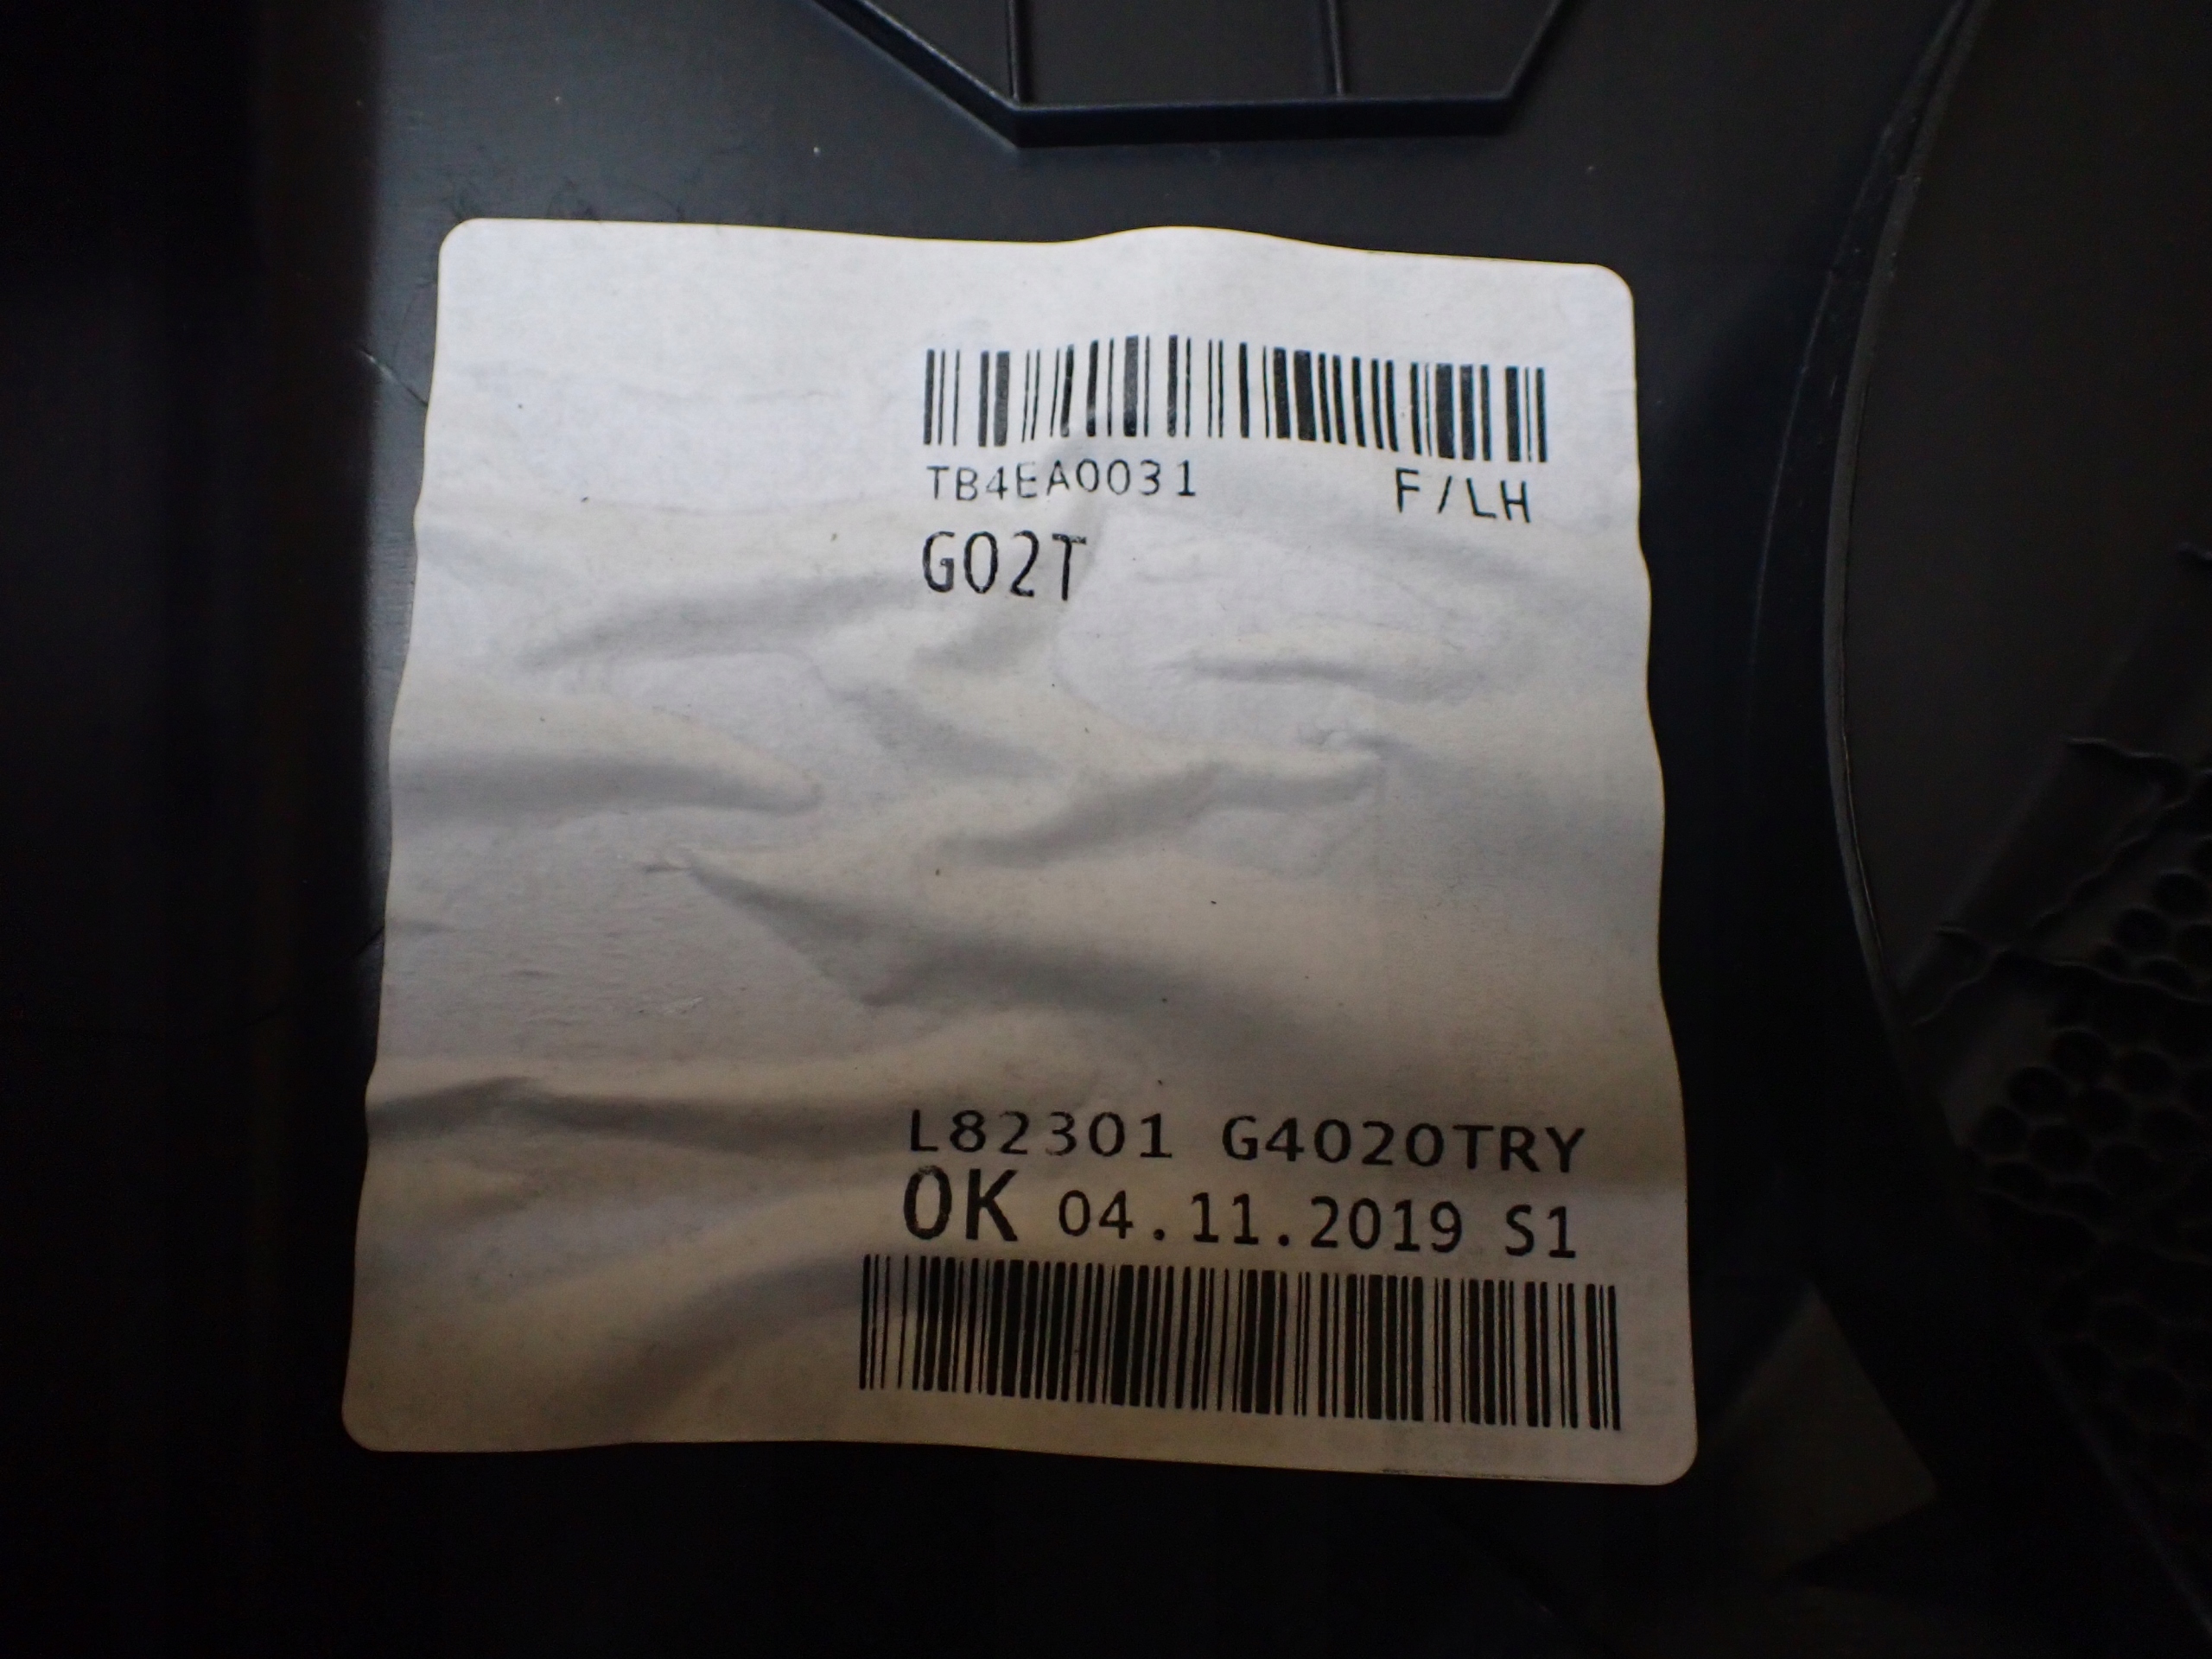 TB4EA0031 F/LH
G02T
L82301 G4020TRY
OK 04.11.2019 S1